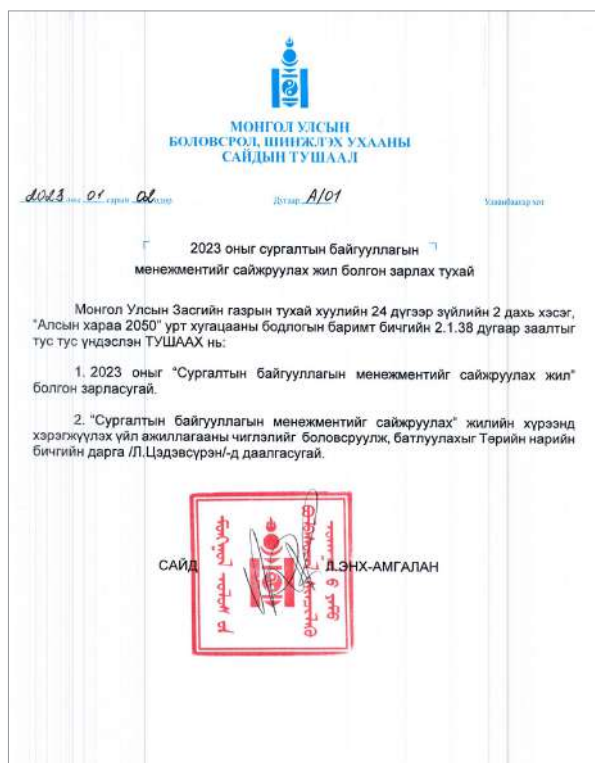 МОНГОЛ УЛСЫН
БОЛОВСРОЛ, ШИНЖЛЭХ УХААНЫ
САЙДЫН ТУШААЛ
2023 оны 01 сарын 02 өдөр Дугаар A/01 Улаанбаатар хот
2023 оныг сургалтын байгууллагын
менежментийг сайжруулах жил болгон зарлах тухай
Монгол Улсын Засгийн газрын тухай хуулийн 24 дүгээр зүйлийн 2 дахь хэсэг,
"Алсын хараа 2050" урт хугацааны бодлогын баримт бичгийн 2.1.38 дугаар заалтыг
тус тус үндэслэн ТУШААХ нь:
1. 2023 оныг "Сургалтын байгууллагын менежментийг сайжруулах жил"
болгон зарласугай.
2. "Сургалтын байгууллагын менежментийг сайжруулах" жилийн хүрээнд
хэрэгжүүлэх үйл ажиллагааны чиглэлийг боловсруулж, батлуулахыг Төрийн нарийн
бичгийн дарга /Л.Цэдэвсүрэн/-д даалгасугай.
САЙД Л.ЭНХ-АМГАЛАН